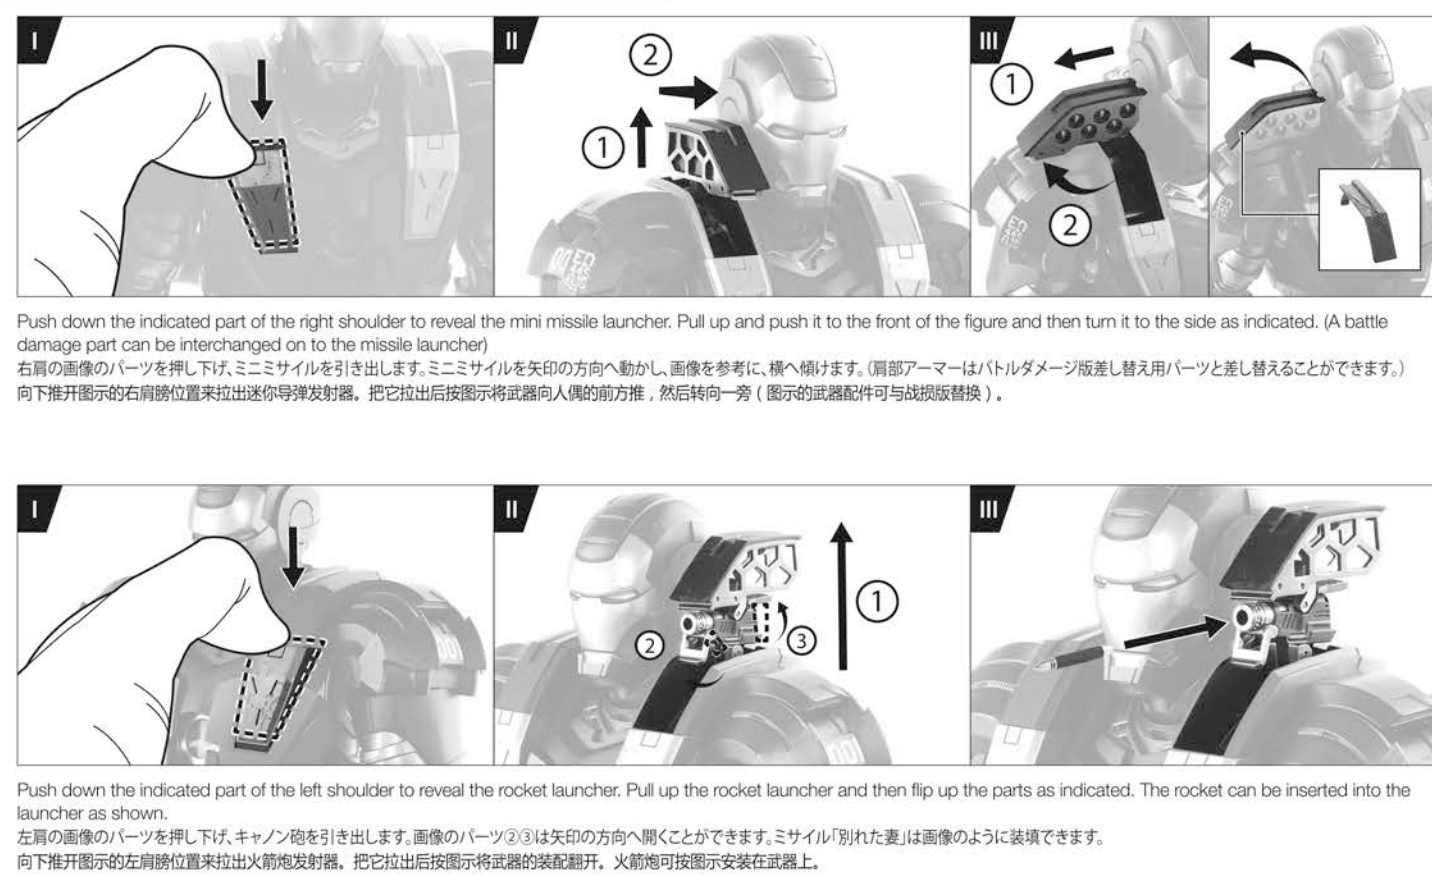 I
II
②
①
III
①
②
Push down the indicated part of the right shoulder to reveal the mini missile launcher. Pull up and push it to the front of the figure and then turn it to the side as indicated. (A battle
damage part can be interchanged on to the missile launcher)
右肩の画像のパーツを押し下げ、ミニミサイルを引き出します。ミニミサイルを矢印の方向へ動かし、画像を参考に、横へ傾けます。（肩部アーマーはバトルダメージ版差し替え用パーツと差し替えることができます。）
向下推开图示的右肩膀位置来拉出迷你导弹发射器。把它拉出后按图示将武器向人偶的前方推，然后转向一旁（图示的武器配件可与战损版替换）。
I
II
①
②
③
III
Push down the indicated part of the left shoulder to reveal the rocket launcher. Pull up the rocket launcher and then flip up the parts as indicated. The rocket can be inserted into the
launcher as shown.
左肩の画像のパーツを押し下げ、キャノン砲を引き出します。画像のパーツ②③は矢印の方向へ開くことができます。ミサイル「別れた妻」は画像のように装填できます。
向下推开图示的左肩膀位置来拉出火箭炮发射器。把它拉出后按图示将武器的装配翻开。火箭炮可按图示安装在武器上。